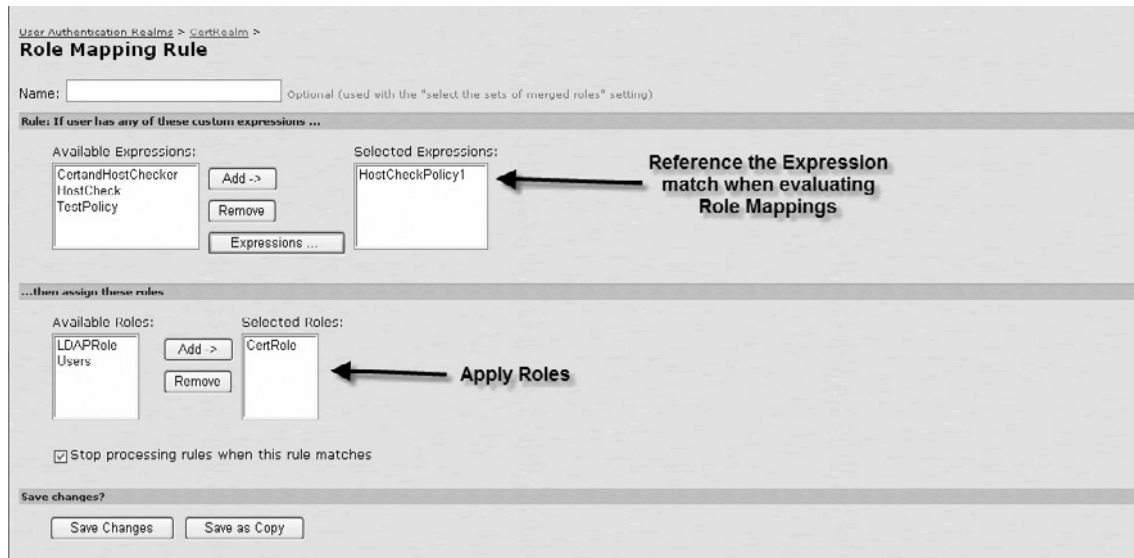 User Authentication Realms > CertRealm >
Role Mapping Rule
Name:
Optional (used with the "select the sets of merged roles" setting)
Rule: If user has any of these custom expressions ...
Available Expressions:
Selected Expressions:
CertandHostChecker
HostCheck
TestPolicy
Add ->
Remove
Expressions ...
HostCheckPolicy1
Reference the Expression
match when evaluating
Role Mappings
...then assign these roles
Available Roles:
Selected Roles:
LDAPRole
Users
Add ->
Remove
CertRole
Apply Roles
Stop processing rules when this rule matches
Save changes?
Save Changes
Save as Copy